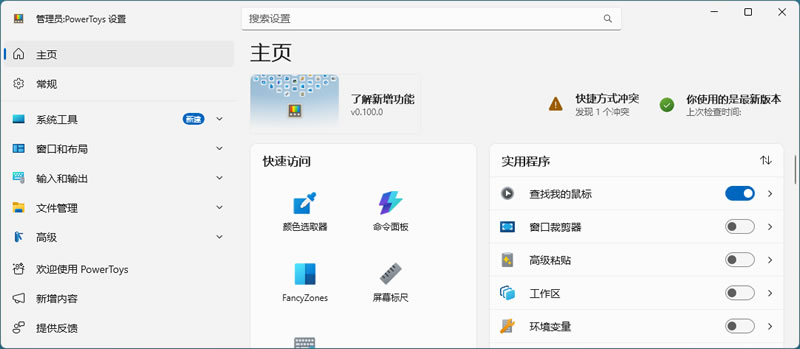 管理员:PowerToys 设置
搜索设置
主页
常规
系统工具
新建
窗口和布局
输入和输出
文件管理
高级
欢迎使用 PowerToys
新增内容
提供反馈
主页
了解新增功能
v0.100.0
快捷方式冲突
发现 1 个冲突
你使用的是最新版本
上次检查时间:
快速访问
颜色选取器
命令面板
FancyZones
屏幕标尺
实用程序
查找我的鼠标
窗口裁剪器
高级粘贴
工作区
环境变量